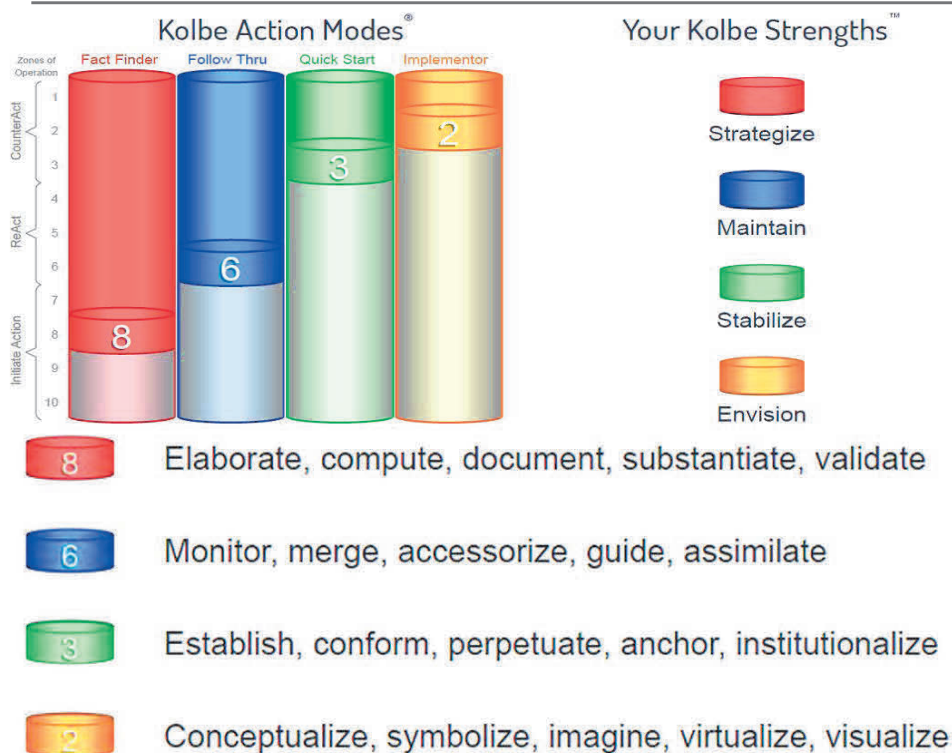 Kolbe Action Modes®
Your Kolbe Strengths™
Zones of Operation
Fact Finder
Follow Thru
Quick Start
Implementor
CounterAct
ReAct
Initiate Action
1
2
3
4
5
6
7
8
9
10
8
6
3
2
Strategize
Maintain
Stabilize
Envision
8 Elaborate, compute, document, substantiate, validate
6 Monitor, merge, accessorize, guide, assimilate
3 Establish, conform, perpetuate, anchor, institutionalize
2 Conceptualize, symbolize, imagine, virtualize, visualize